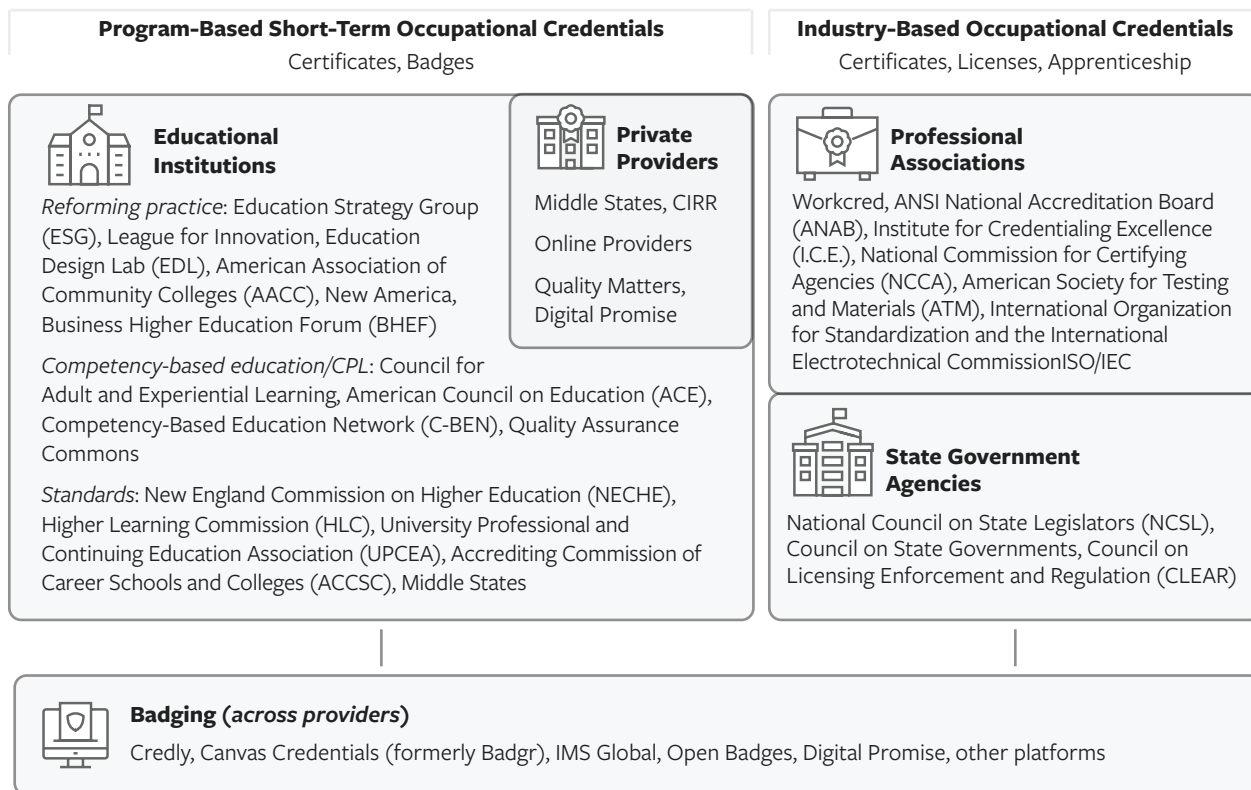 Program-Based Short-Term Occupational Credentials
Certificates, Badges
Educational
Institutions
Reforming practice: Education Strategy Group
(ESG), League for Innovation, Education
Design Lab (EDL), American Association of
Community Colleges (AACC), New America,
Business Higher Education Forum (BHEF)
Competency-based education/CPL: Council for
Adult and Experiential Learning, American Council on Education (ACE),
Competency-Based Education Network (C-BEN), Quality Assurance
Commons
Standards: New England Commission on Higher Education (NECHE),
Higher Learning Commission (HLC), University Professional and
Continuing Education Association (UPCEA), Accrediting Commission of
Career Schools and Colleges (ACCSC), Middle States
Private
Providers
Middle States, CIRR
Online Providers
Quality Matters,
Digital Promise
Industry-Based Occupational Credentials
Certificates, Licenses, Apprenticeship
Professional
Associations
Workcred, ANSI National Accreditation Board
(ANAB), Institute for Credentialing Excellence
(I.C.E.), National Commission for Certifying
Agencies (NCCA), American Society for Testing
and Materials (ATM), International Organization
for Standardization and the International
Electrotechnical CommissionISO/IEC
State Government
Agencies
National Council on State Legislators (NCSL),
Council on State Governments, Council on
Licensing Enforcement and Regulation (CLEAR)
Badging (across providers)
Credly, Canvas Credentials (formerly Badgr), IMS Global, Open Badges, Digital Promise, other platforms